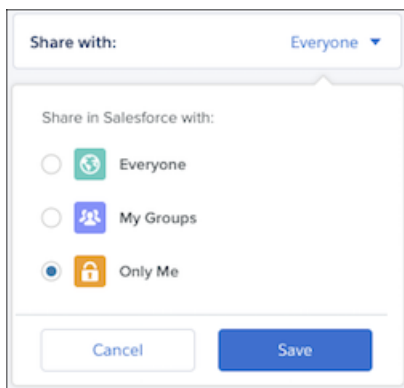 Share with: Everyone
Share in Salesforce with:
Everyone
My Groups
Only Me
Cancel Save